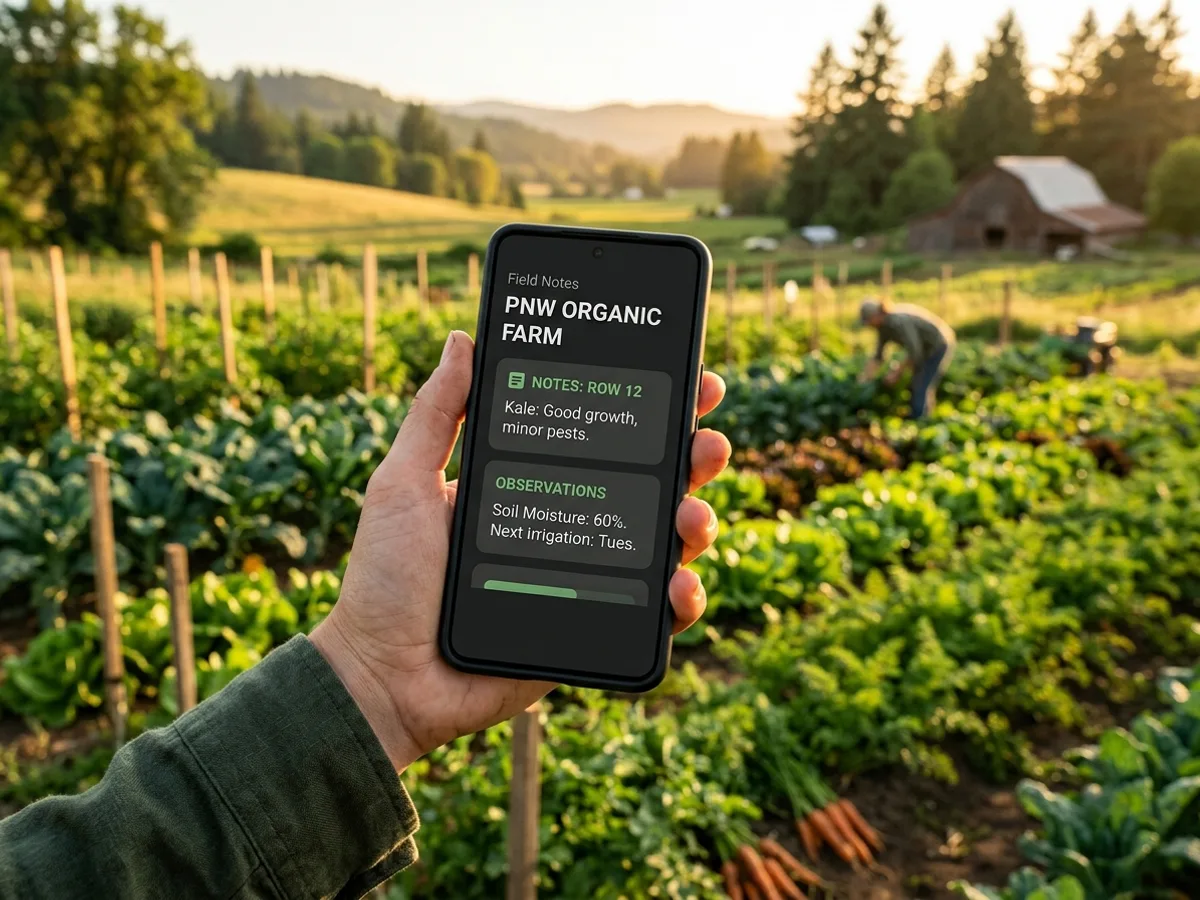 Field Notes
PNW ORGANIC
FARM
NOTES: ROW 12
Kale: Good growth,
minor pests.
OBSERVATIONS
Soil Moisture: 60%.
Next irrigation: Tues.